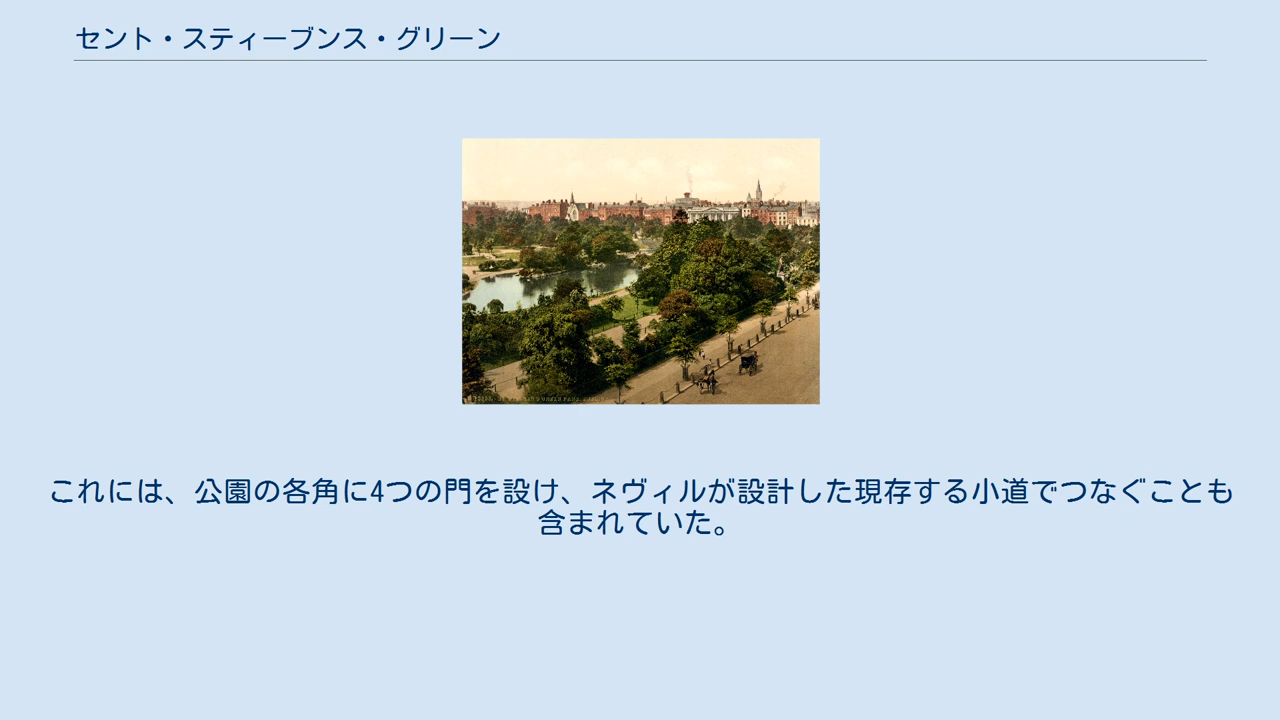 セント・スティーブンス・グリーン
これには、公園の各角に4つの門を設け、ネヴィルが設計した現存する小道でつなぐことも
含まれていた。